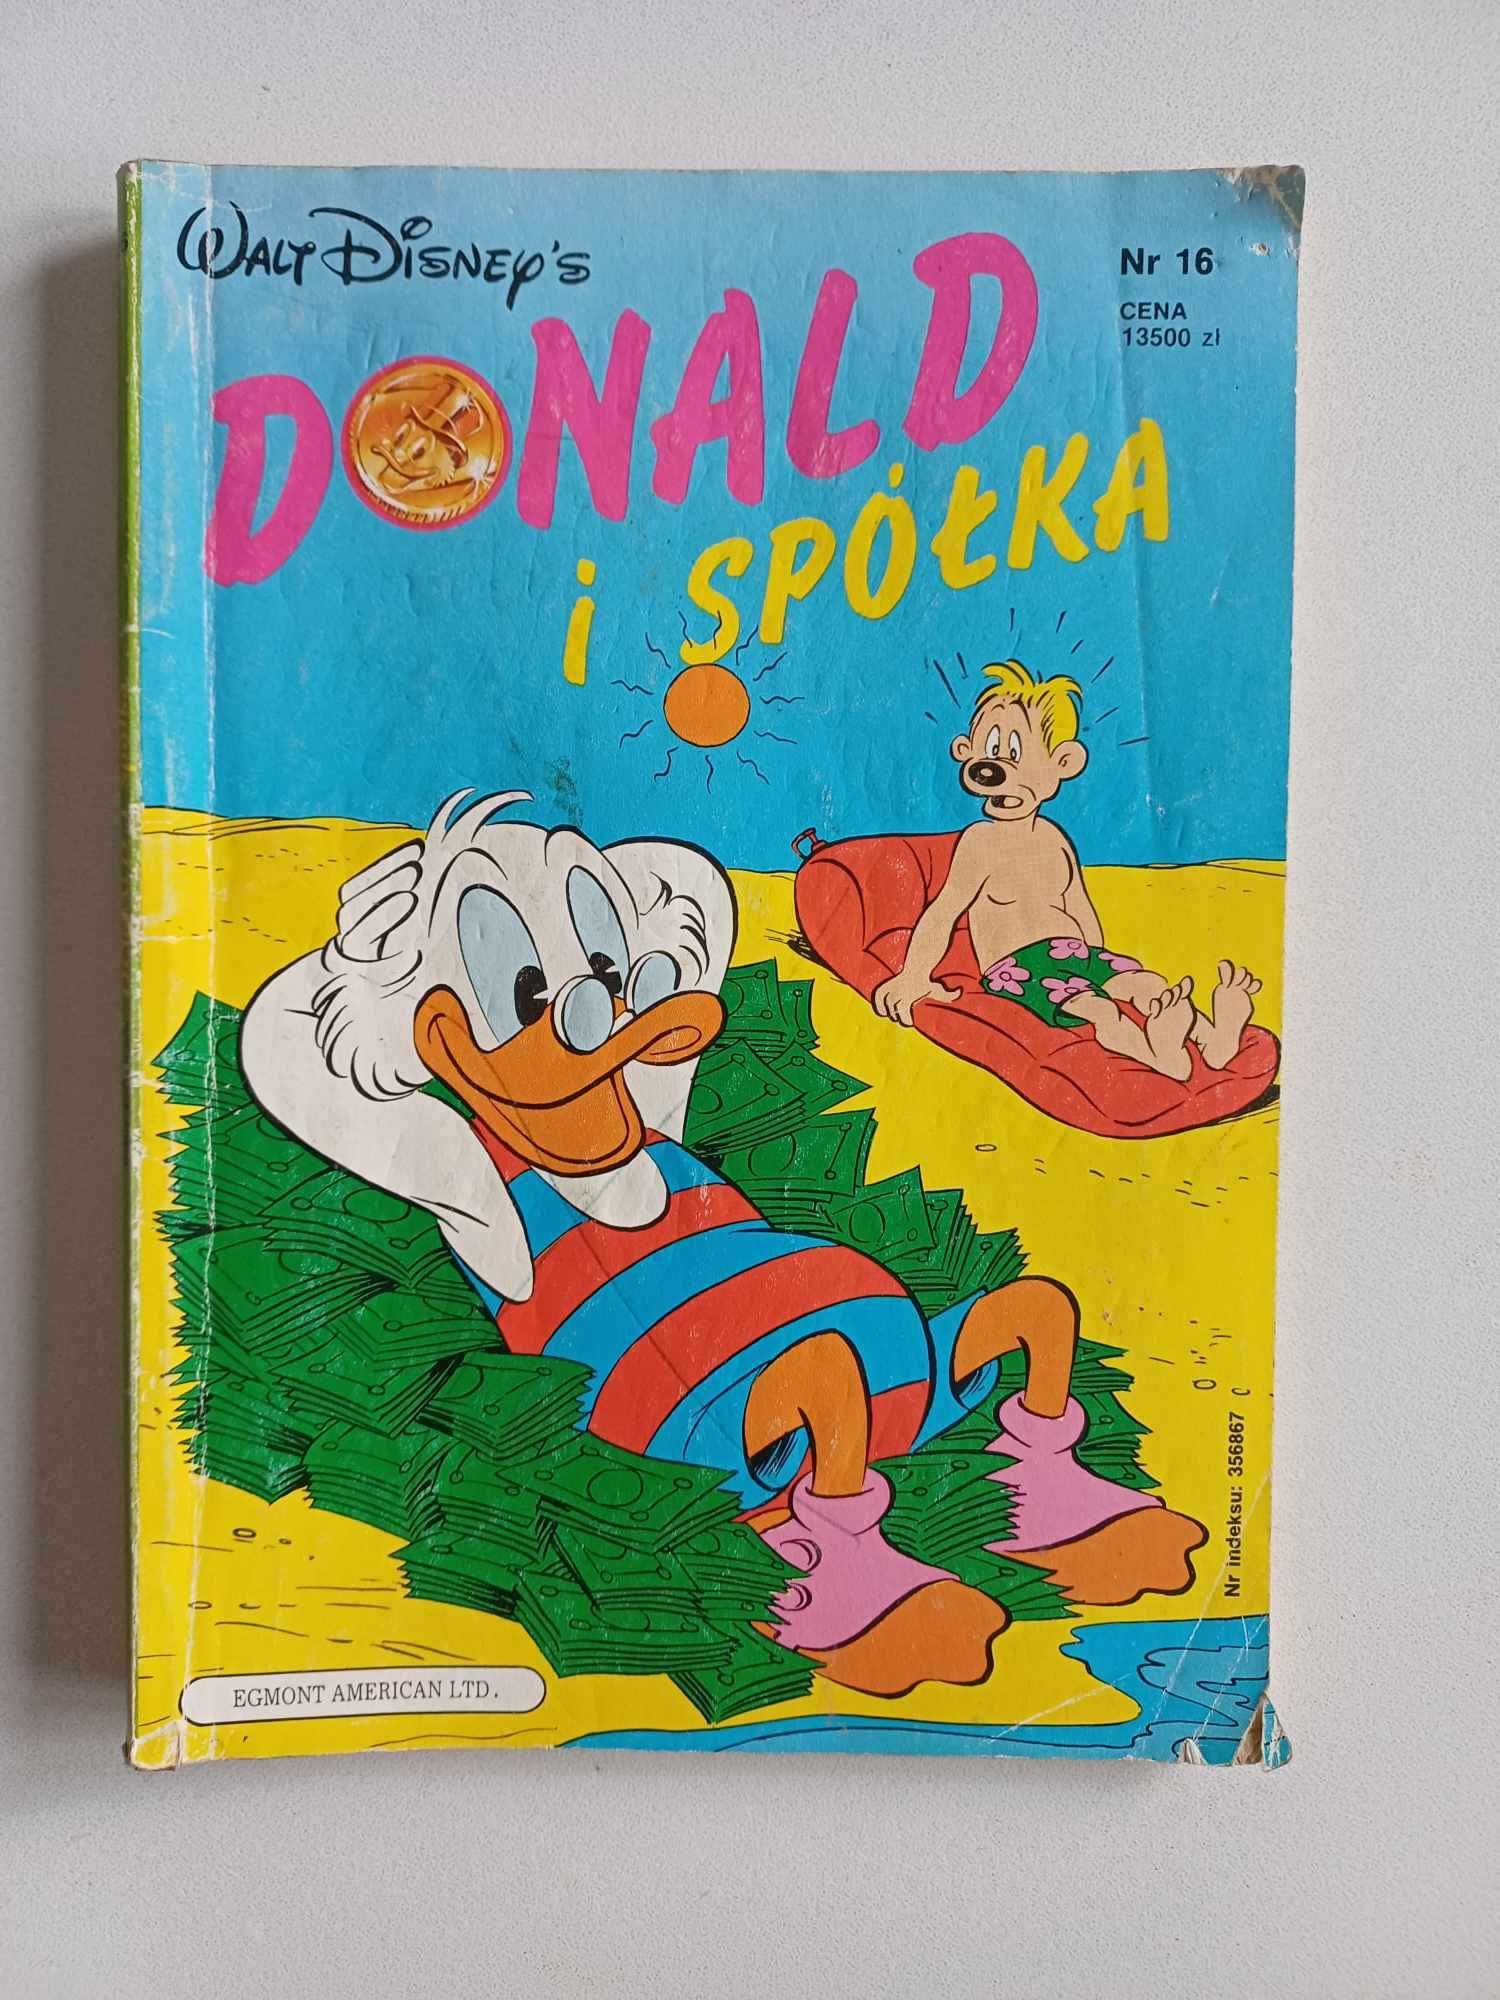 WALT DISNEY'S
Nr 16
CENA
13500 zł
DONALD
i SPÓŁKA
Nr indeksu: 356867
EGMONT AMERICAN LTD.